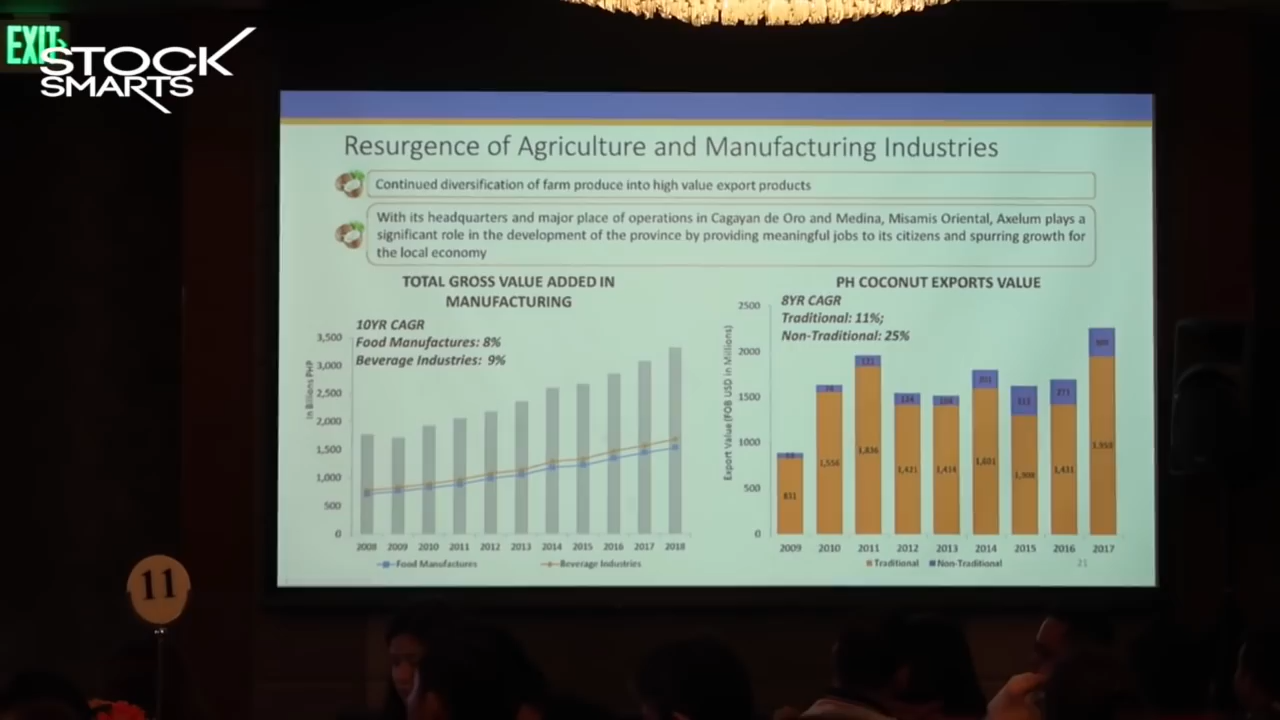 EXIT
STOCK
SMARTS
Resurgence of Agriculture and Manufacturing Industries
Continued diversification of farm produce into high value export products
With its headquarters and major place of operations in Cagayan de Oro and Medina, Misamis Oriental, Axelum plays a
significant role in the development of the province by providing meaningful jobs to its citizens and spurring growth for
the local economy
TOTAL GROSS VALUE ADDED IN
MANUFACTURING
10YR CAGR
Food Manufactures: 8%
Beverage Industries: 9%
In Billions PHP
3,500
3,000
2,500
2,000
1,500
1,000
500
0
2008 2009 2010 2011 2012 2013 2014 2015 2016 2017 2018
Food Manufactures Beverage Industries
PH COCONUT EXPORTS VALUE
8YR CAGR
Traditional: 11%;
Non-Traditional: 25%
Export Value (FOB USD in Millions)
2500
2000
1500
1000
500
0
831 1,556 1,836 1,421 1,414 1,601 1,431 1,959
2009 2010 2011 2012 2013 2014 2015 2016 2017
Traditional Non-Traditional
21
11